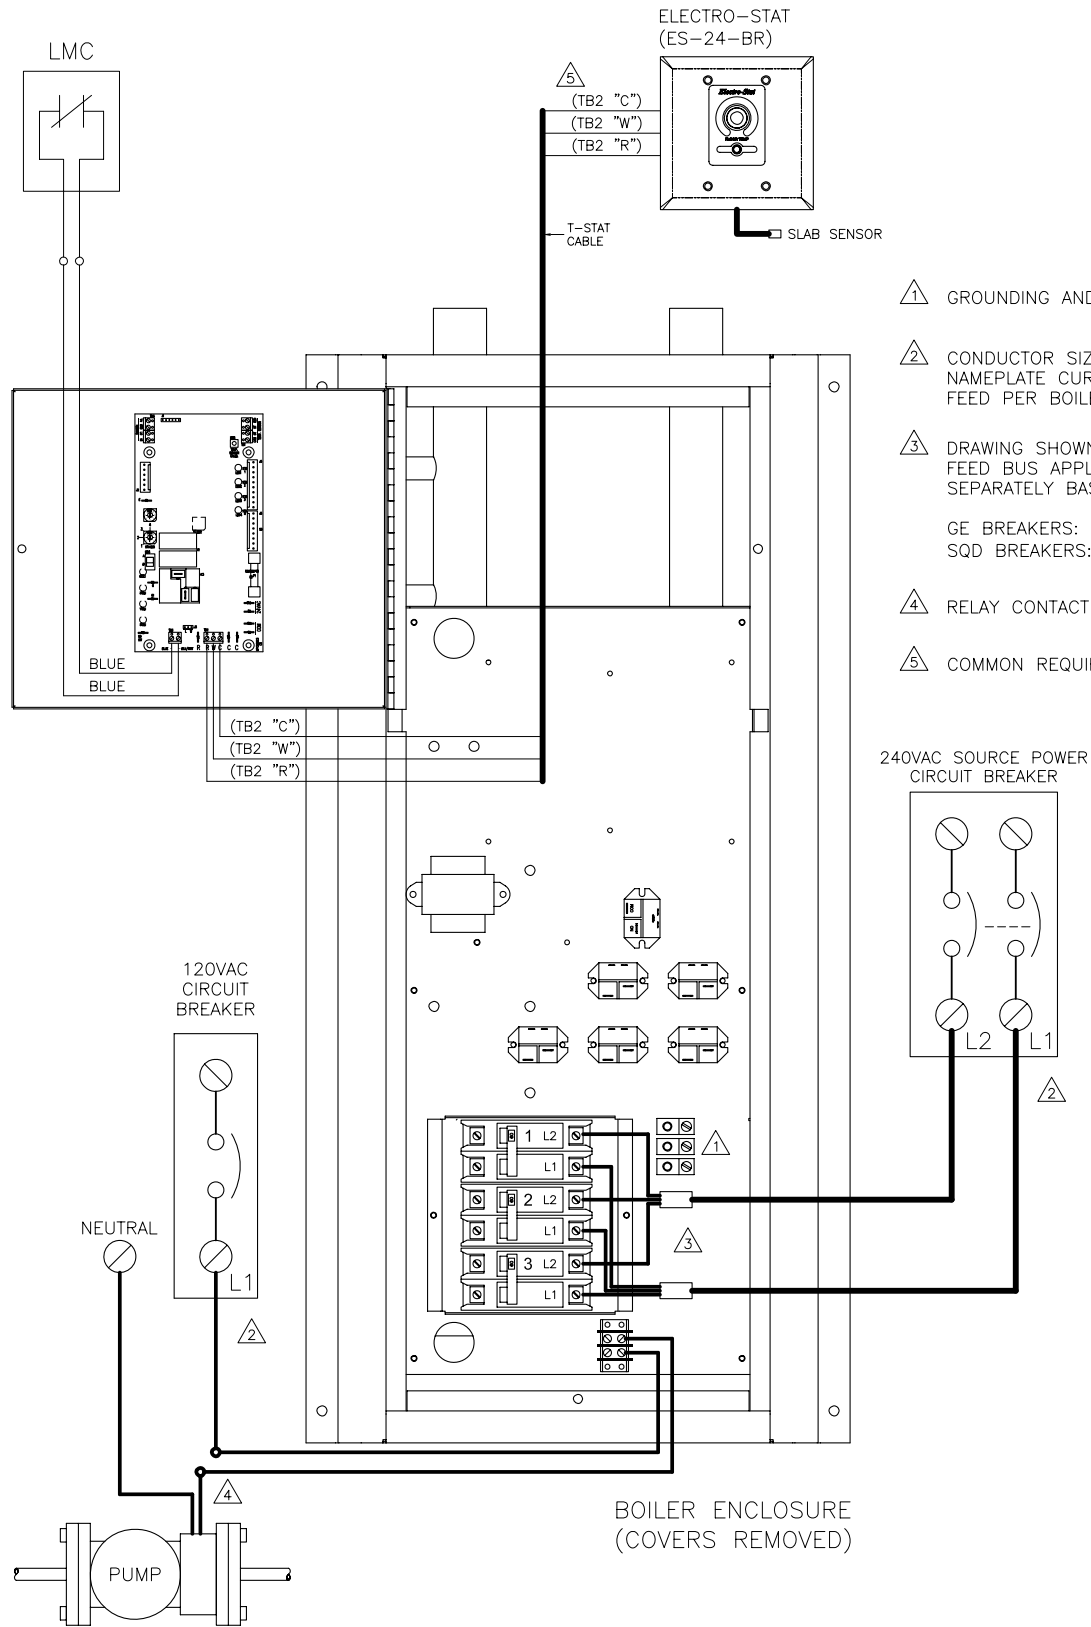 ELECTRO-STAT
(ES-24-BR)
LMC
5
(TB2 "C")
(TB2 "W")
(TB2 "R")
Electro-Stat
T-STAT
CABLE
SLAB SENSOR
1 GROUNDING AND
2 CONDUCTOR SIZ
NAMEPLATE CUR
FEED PER BOIL
3 DRAWING SHOWN
FEED BUS APPL
SEPARATELY BAS
GE BREAKERS:
SQD BREAKERS:
4 RELAY CONTACT
5 COMMON REQUI
R R W C C C
BLUE
BLUE
(TB2 "C")
(TB2 "W")
(TB2 "R")
240VAC SOURCE POWER
CIRCUIT BREAKER
L2 L1
2
120VAC
CIRCUIT
BREAKER
L1
2
NEUTRAL
1 L2
L1
2 L2
L1
3 L2
L1
1
3
4
PUMP
BOILER ENCLOSURE
(COVERS REMOVED)